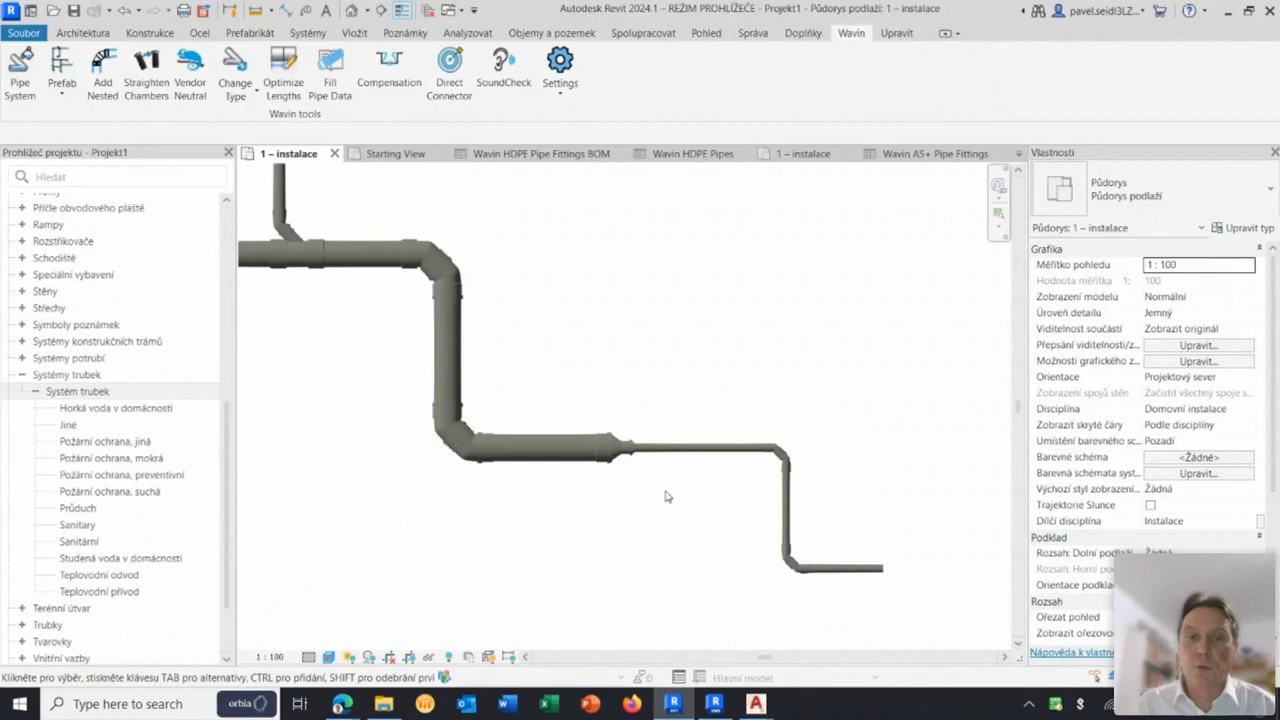 Autodesk Revit 2024.1 - REŽIM PROHLÍŽEČE - Projekt1 - Půdorys podlaží: 1 – instalace
pavel.seidl3LZ...
Soubor Architektura Konstrukce Ocel Prefabrikát Systémy Vložit Poznámky Analyzovat Objemy a pozemek Spolupracovat Pohled Správa Doplňky Wavin Upravit
Pipe System
Prefab
Add Nested
Straighten Chambers
Vendor Neutral
Change Type
Optimize Lengths
Fill Pipe Data
Compensation
Direct Connector
SoundCheck
Settings
Wavin tools
Prohlížeč projektu - Projekt1
1 – instalace
Starting View
Wavin HDPE Pipe Fittings BOM
Wavin HDPE Pipes
1 – instalace
Wavin AS+ Pipe Fittings
Hledat
Profily
Příčle obvodového pláště
Rampy
Rozstřikovače
Schodiště
Speciální vybavení
Stěny
Střechy
Symboly poznámek
Systémy konstrukčních trámů
Systémy potrubí
Systémy trubek
Systém trubek
Horká voda v domácnosti
Jiné
Požární ochrana, jiná
Požární ochrana, mokrá
Požární ochrana, preventivní
Požární ochrana, suchá
Průduch
Sanitary
Sanitární
Studená voda v domácnosti
Teplovodní odvod
Teplovodní přívod
Terénní útvar
Trubky
Tvarovky
Vnitřní vazby
Vlastnosti
Půdorys
Půdorys podlaží
Půdorys: 1 – instalace
Upravit typ
Grafika
Měřítko pohledu 1 : 100
Hodnota měřítka 1: 100
Zobrazení modelu Normální
Úroveň detailu Jemný
Viditelnost součástí Zobrazit originál
Přepsání viditelnosti/z... Upravit...
Možnosti grafického z... Upravit...
Orientace Projektový sever
Zobrazení spojů stěn Začistit všechny spoje s...
Disciplína Domovní instalace
Zobrazit skryté čáry Podle disciplíny
Umístění barevného sc... Pozadí
Barevné schéma <Žádné>
Barevná schémata syst... Upravit...
Výchozí styl zobrazení... Žádná
Trajektorie Slunce
Dílčí disciplína Instalace
Podklad
Rozsah: Dolní podlaží Žádná
Rozsah: Horní po
Orientace podkla
Rozsah
Ořezat pohled
Zobrazit ořezovo
Nápověda k vlastn
1 : 100
Klikněte pro výběr, stiskněte klávesu TAB pro alternativy, CTRL pro přidání, SHIFT pro odebrání prvi
:0
Hlavní model
Type here to search
orbia